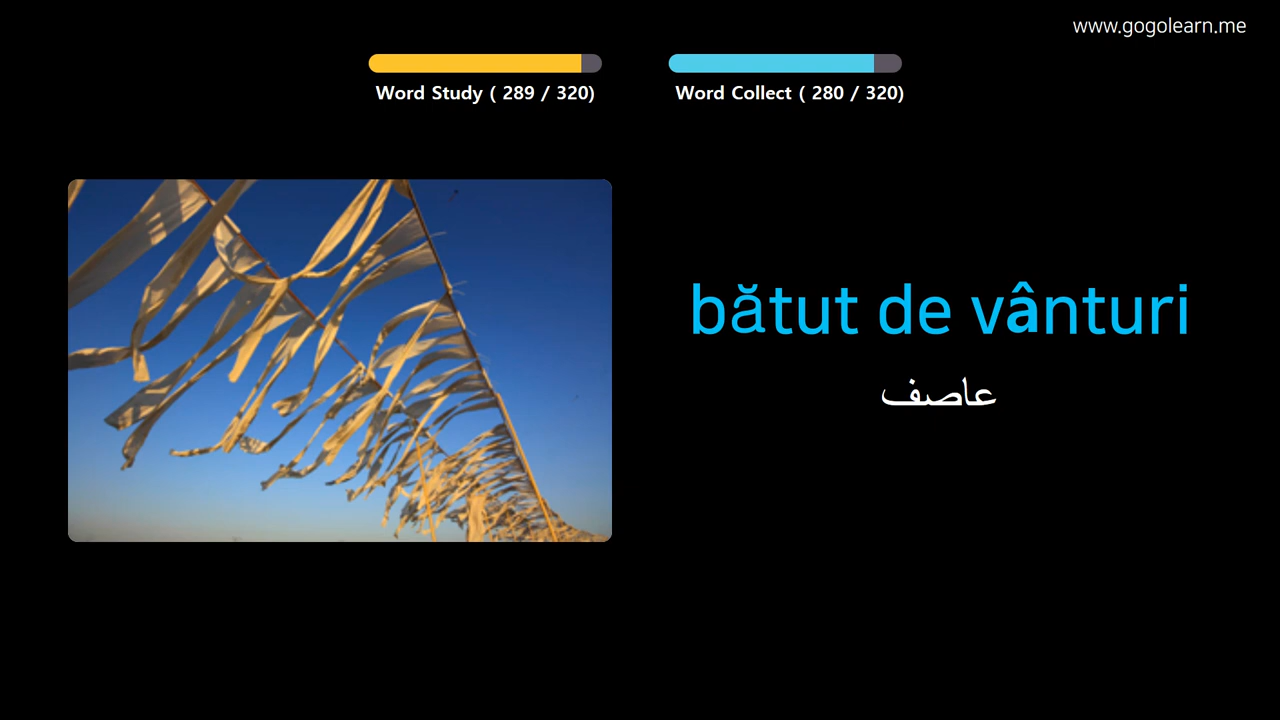 www.gogolearn.me
Word Study ( 289 / 320)
Word Collect ( 280 / 320)
bătut de vânturi
عاصف